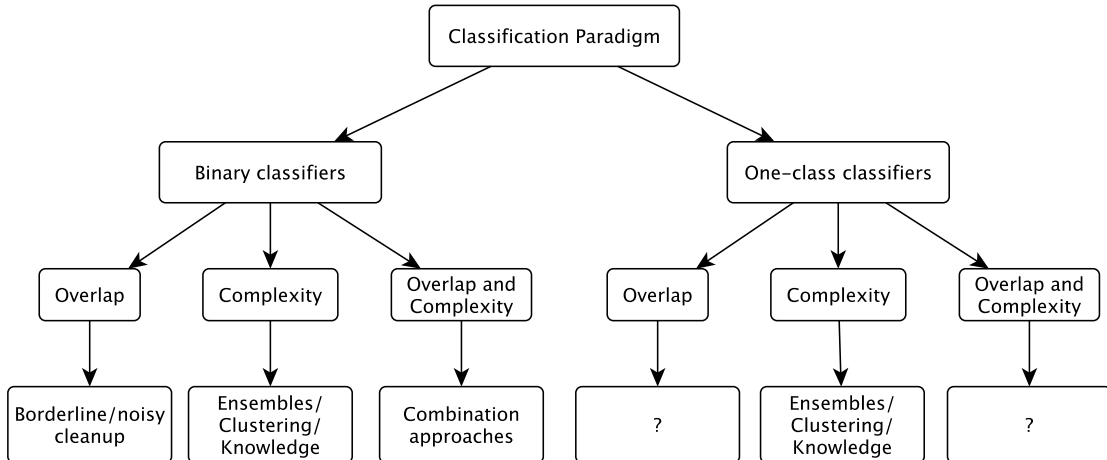 Classification Paradigm
Binary classifiers
One-class classifiers
Overlap
Complexity
Overlap and
Complexity
Overlap
Complexity
Overlap and
Complexity
Borderline/noisy
cleanup
Ensembles/
Clustering/
Knowledge
Combination
approaches
?
Ensembles/
Clustering/
Knowledge
?